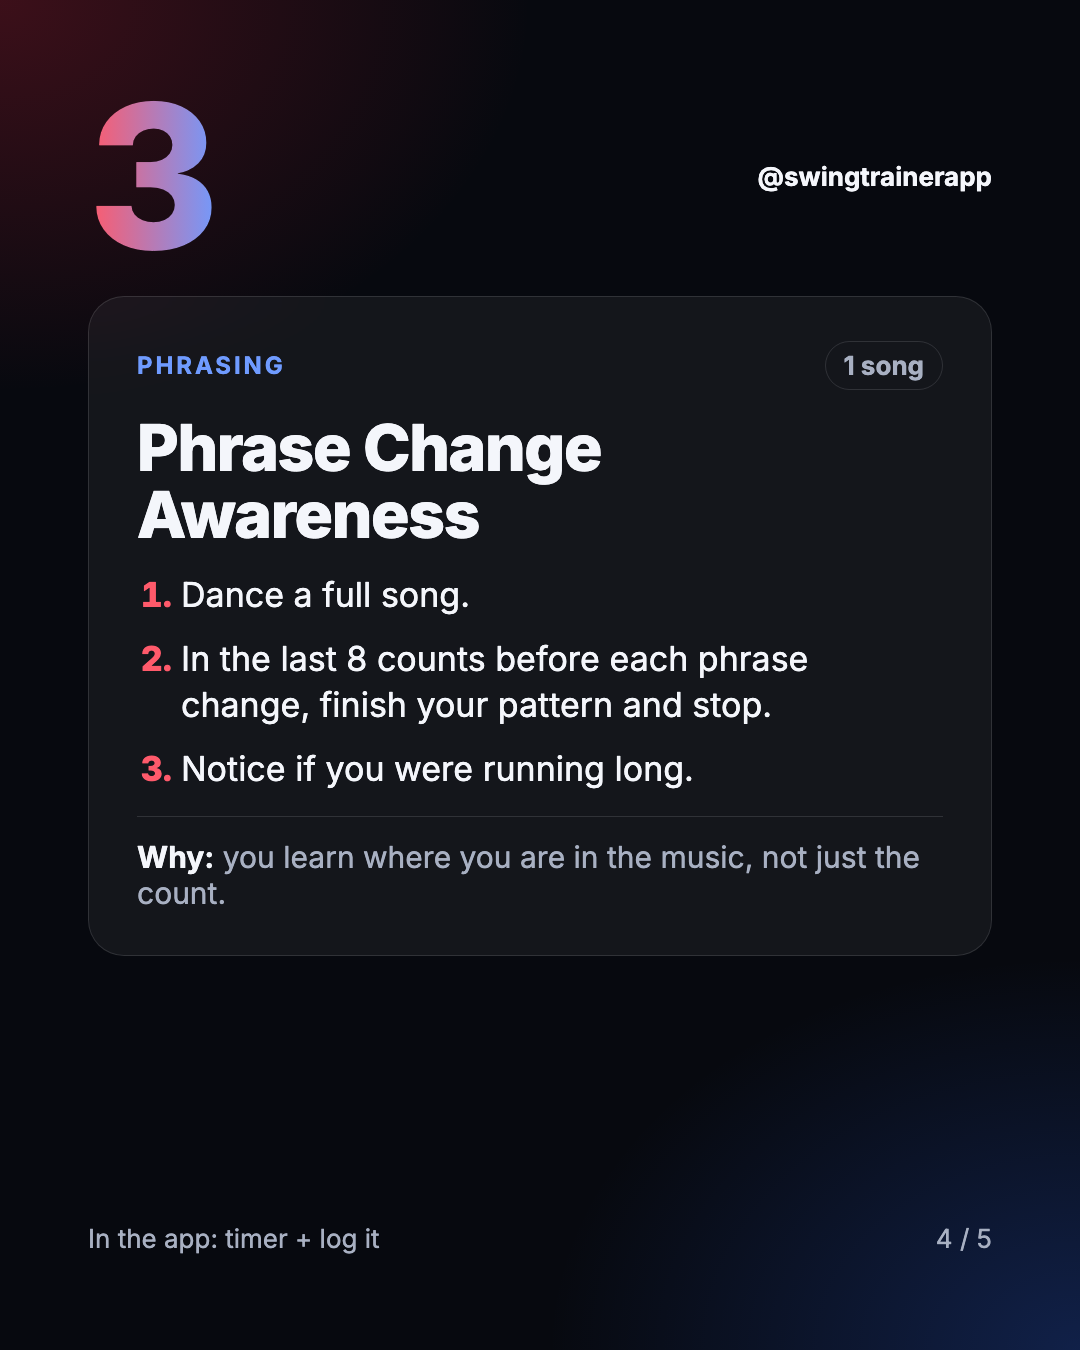 3
@swingtrainerapp
PHRASING
1 song
Phrase Change
Awareness
1. Dance a full song.
2. In the last 8 counts before each phrase
change, finish your pattern and stop.
3. Notice if you were running long.
Why: you learn where you are in the music, not just the
count.
In the app: timer + log it
4 / 5